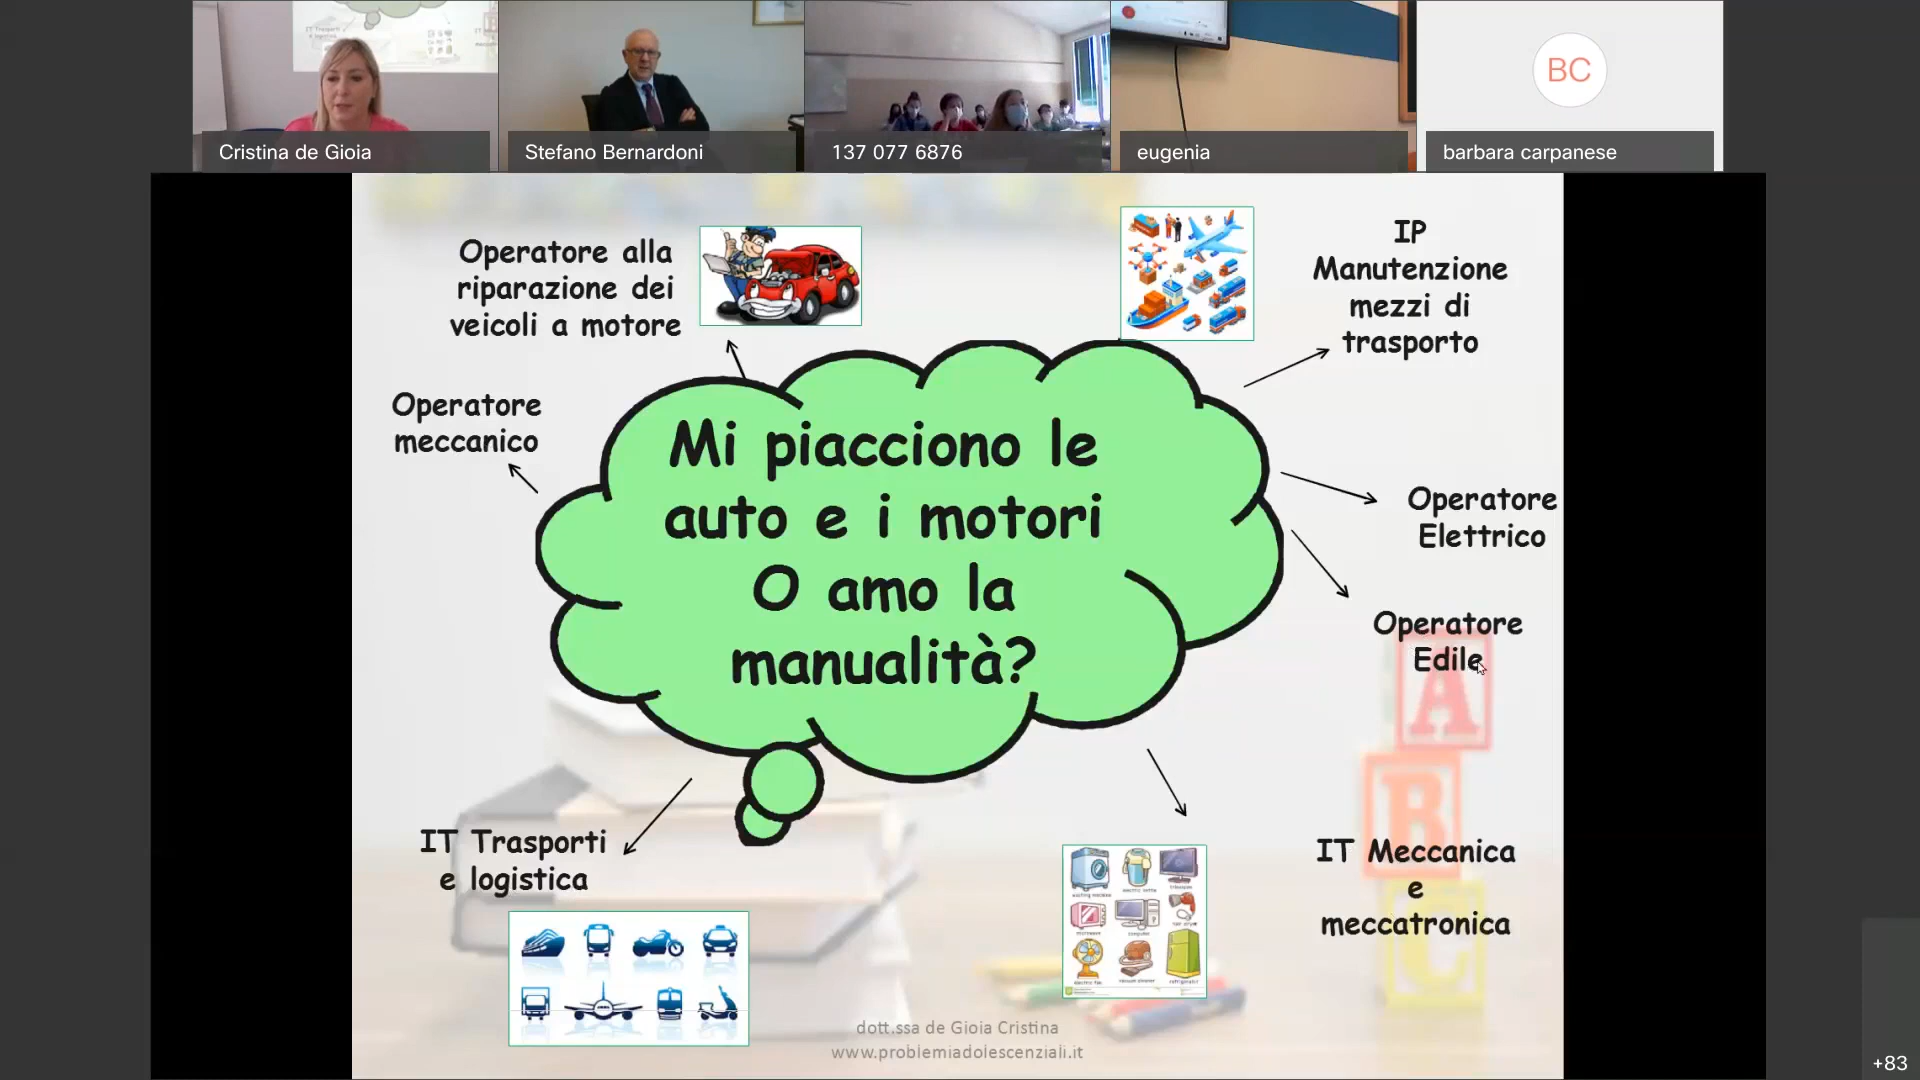 Cristina de Gioia
Stefano Bernardoni
137 077 6876
eugenia
BC
barbara carpanese
Operatore alla
riparazione dei
veicoli a motore
IP
Manutenzione
mezzi di
trasporto
Operatore
meccanico
Mi piacciono le
auto e i motori
O amo la
manualità?
Operatore
Elettrico
Operatore
Edile
A
B
C
IT Trasporti
e logistica
IT Meccanica
e
meccatronica
dott.ssa de Gioia Cristina
www.problemiadolescenziali.it
+83